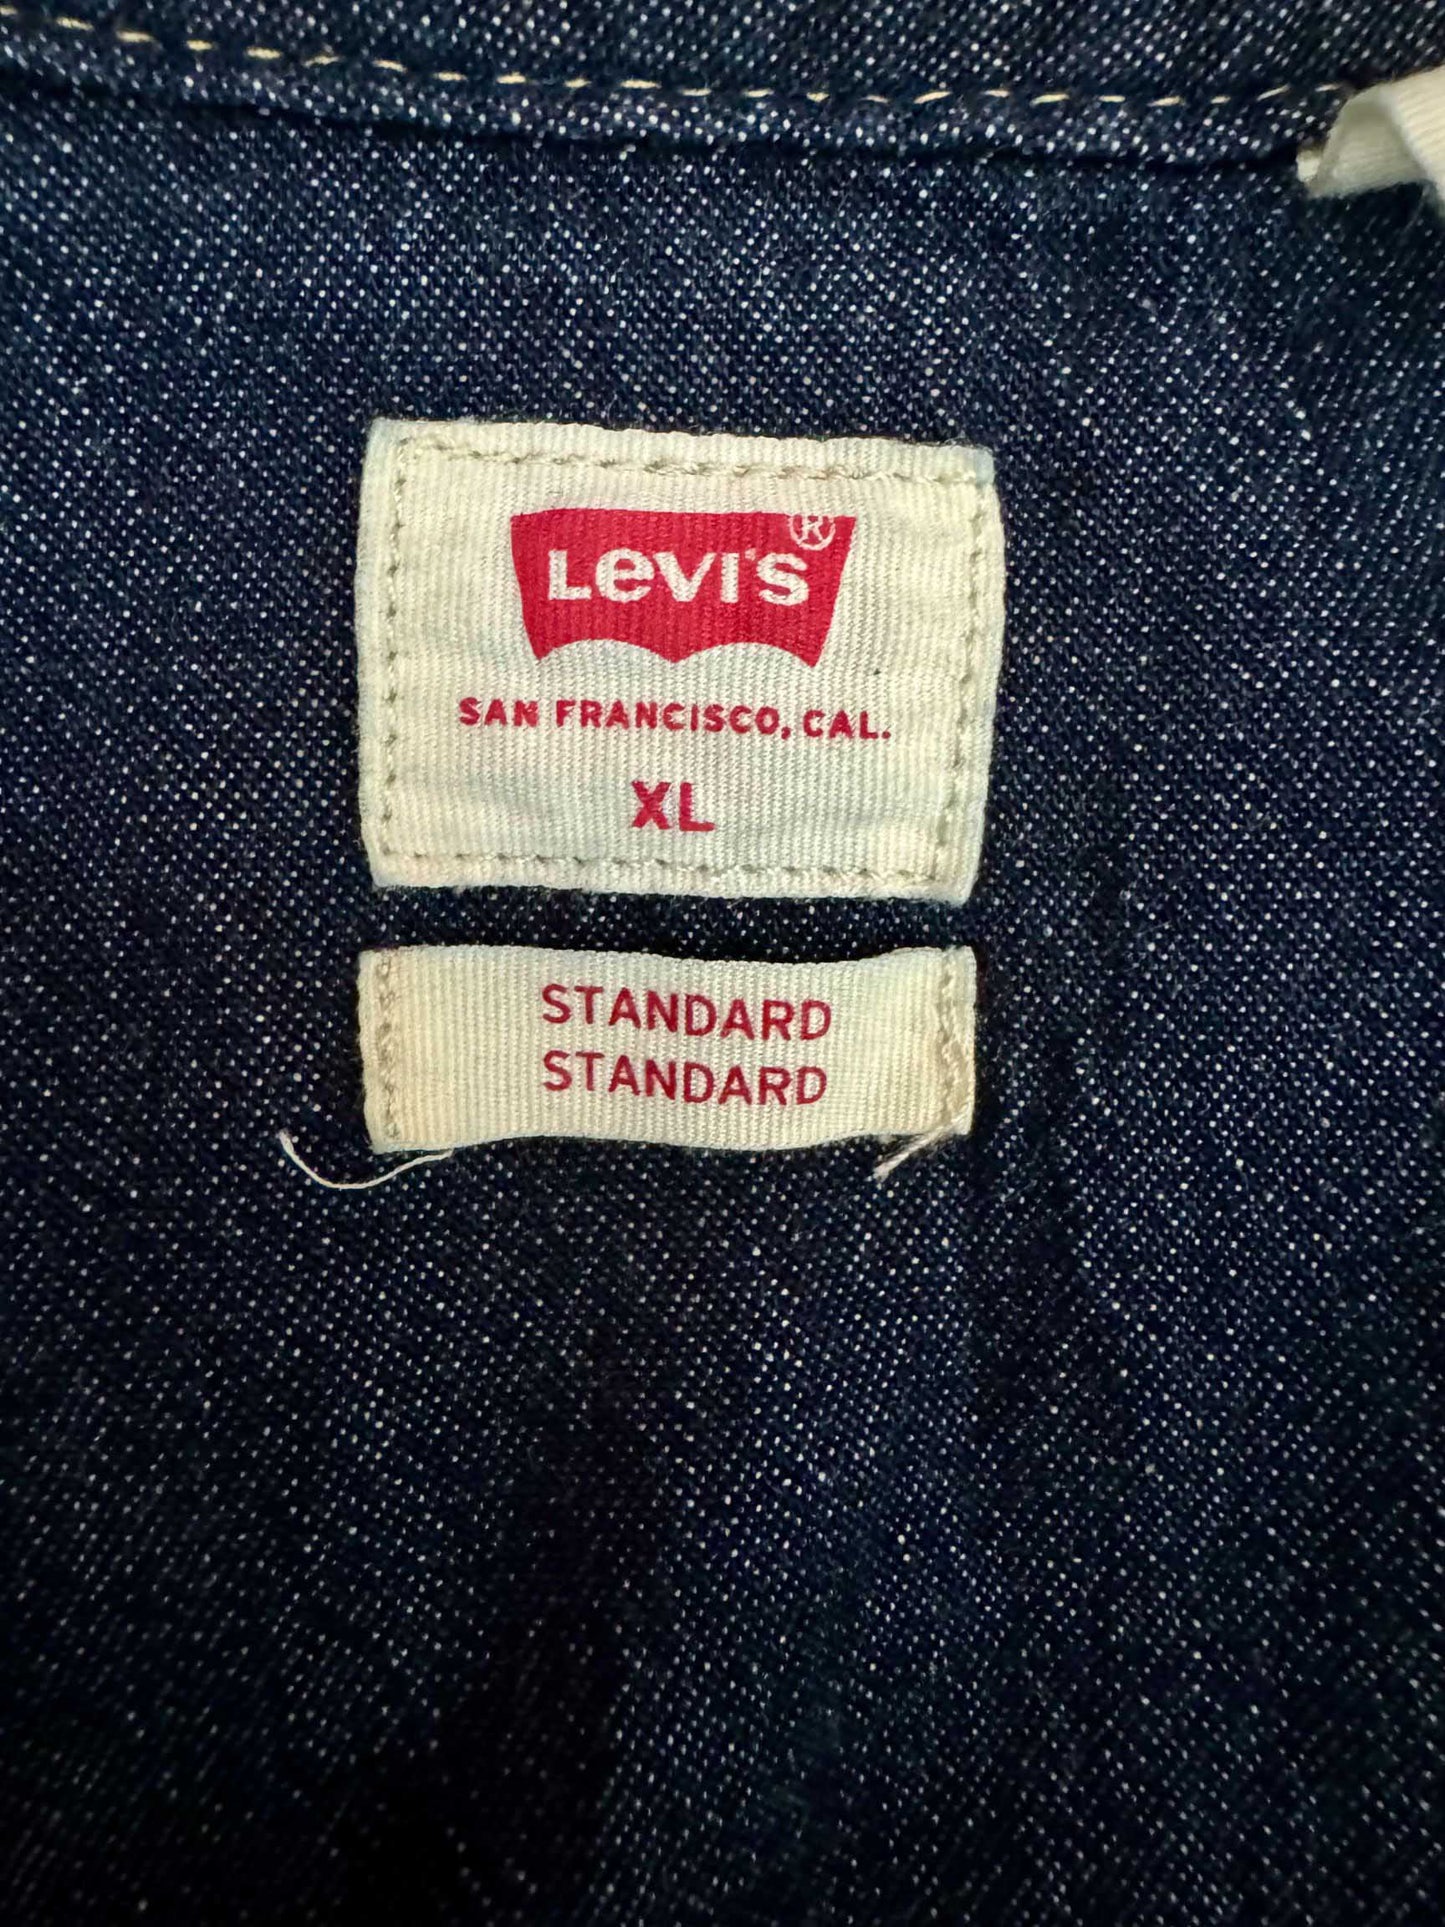 Levi's®
SAN FRANCISCO, CAL.
XL
STANDARD
STANDARD